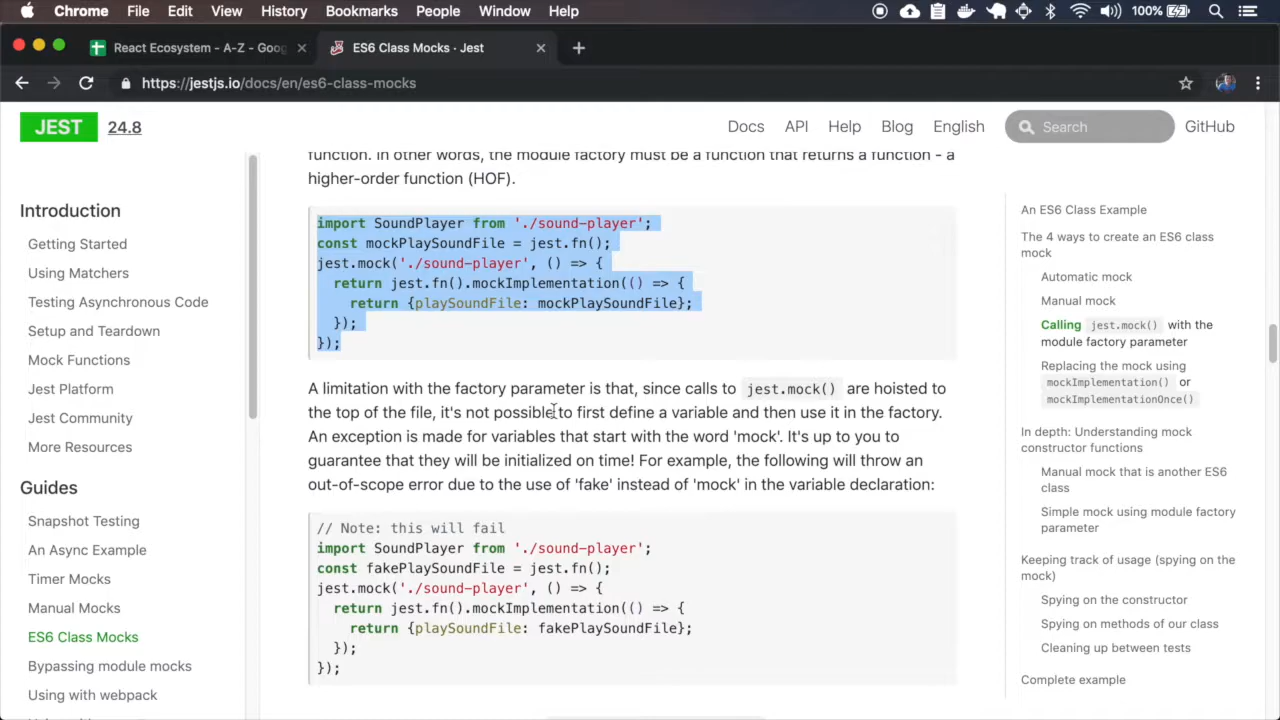 Chrome File Edit View History Bookmarks People Window Help 100%
React Ecosystem - A-Z - Goog
ES6 Class Mocks · Jest
https://jestjs.io/docs/en/es6-class-mocks
JEST 24.8
Docs API Help Blog English Search GitHub
Introduction
Getting Started
Using Matchers
Testing Asynchronous Code
Setup and Teardown
Mock Functions
Jest Platform
Jest Community
More Resources
Guides
Snapshot Testing
An Async Example
Timer Mocks
Manual Mocks
ES6 Class Mocks
Bypassing module mocks
Using with webpack
function. In other words, the module factory must be a function that returns a function - a
higher-order function (HOF).
import SoundPlayer from './sound-player';
const mockPlaySoundFile = jest.fn();
jest.mock('./sound-player', () => {
  return jest.fn().mockImplementation(() => {
    return {playSoundFile: mockPlaySoundFile};
  });
});
A limitation with the factory parameter is that, since calls to jest.mock() are hoisted to
the top of the file, it's not possible to first define a variable and then use it in the factory.
An exception is made for variables that start with the word 'mock'. It's up to you to
guarantee that they will be initialized on time! For example, the following will throw an
out-of-scope error due to the use of 'fake' instead of 'mock' in the variable declaration:
// Note: this will fail
import SoundPlayer from './sound-player';
const fakePlaySoundFile = jest.fn();
jest.mock('./sound-player', () => {
  return jest.fn().mockImplementation(() => {
    return {playSoundFile: fakePlaySoundFile};
  });
});
An ES6 Class Example
The 4 ways to create an ES6 class
mock
Automatic mock
Manual mock
Calling jest.mock() with the
module factory parameter
Replacing the mock using
mockImplementation() or
mockImplementationOnce()
In depth: Understanding mock
constructor functions
Manual mock that is another ES6
class
Simple mock using module factory
parameter
Keeping track of usage (spying on the
mock)
Spying on the constructor
Spying on methods of our class
Cleaning up between tests
Complete example